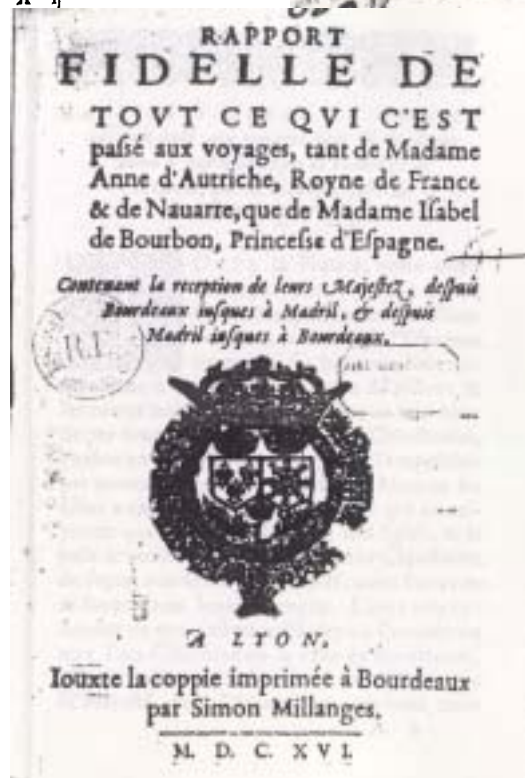 RAPPORT
FIDELLE DE
TOVT CE QVI C'EST
paſſé aux voyages, tant de Madame
Anne d'Autriche, Royne de France
& de Nauarre, que de Madame Iſabel
de Bourbon, Princeſſe d'Eſpagne.
Contenant la reception de leurs Majeſtez, deſpuis
Bourdeaux iuſques à Madril, & deſpuis
Madril iuſques à Bourdeaux.
R.F.
A LYON,
Iouxte la coppie imprimée à Bourdeaux
par Simon Millanges.
M. D. C. XVI.